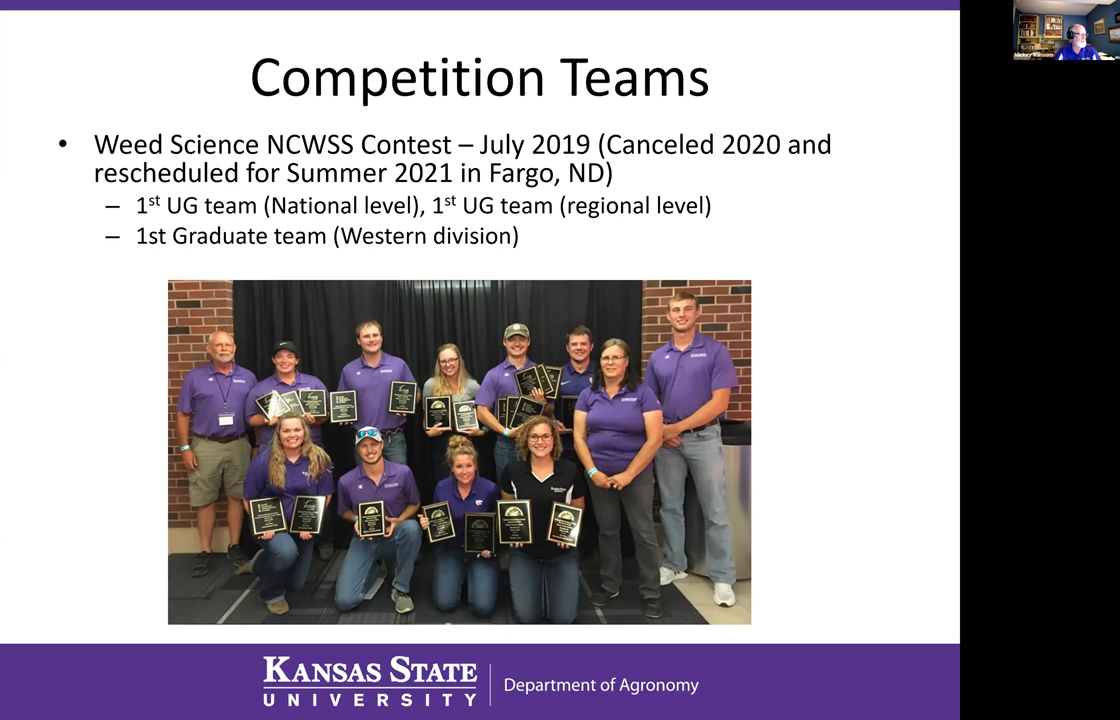 Competition Teams
• Weed Science NCWSS Contest – July 2019 (Canceled 2020 and
rescheduled for Summer 2021 in Fargo, ND)
– 1st UG team (National level), 1st UG team (regional level)
– 1st Graduate team (Western division)
KANSAS STATE
UNIVERSITY
Department of Agronomy
Mickey Ransom